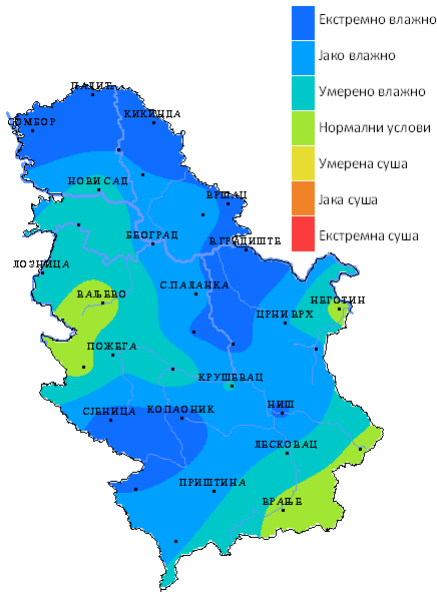 Екстремно влажно
Јако влажно
Умерено влажно
Нормални услови
Умерена суша
Јака суша
Екстремна суша
ПАЛИЋ
СОМБОР
КИКИНДА
НОВИ САД
ВРШАЦ
БЕОГРАД
В.ГРАДИШТЕ
ЛОЗНИЦА
С.ПАЛАНКА
ВАЉЕВО
НЕГОТИН
ЦРНИ ВРХ
ПОЖЕГА
КРУШЕВАЦ
СЈЕНИЦА
КОПАОНИК
НИШ
ЛЕСКОВАЦ
ПРИШТИНА
ВРАЊЕ